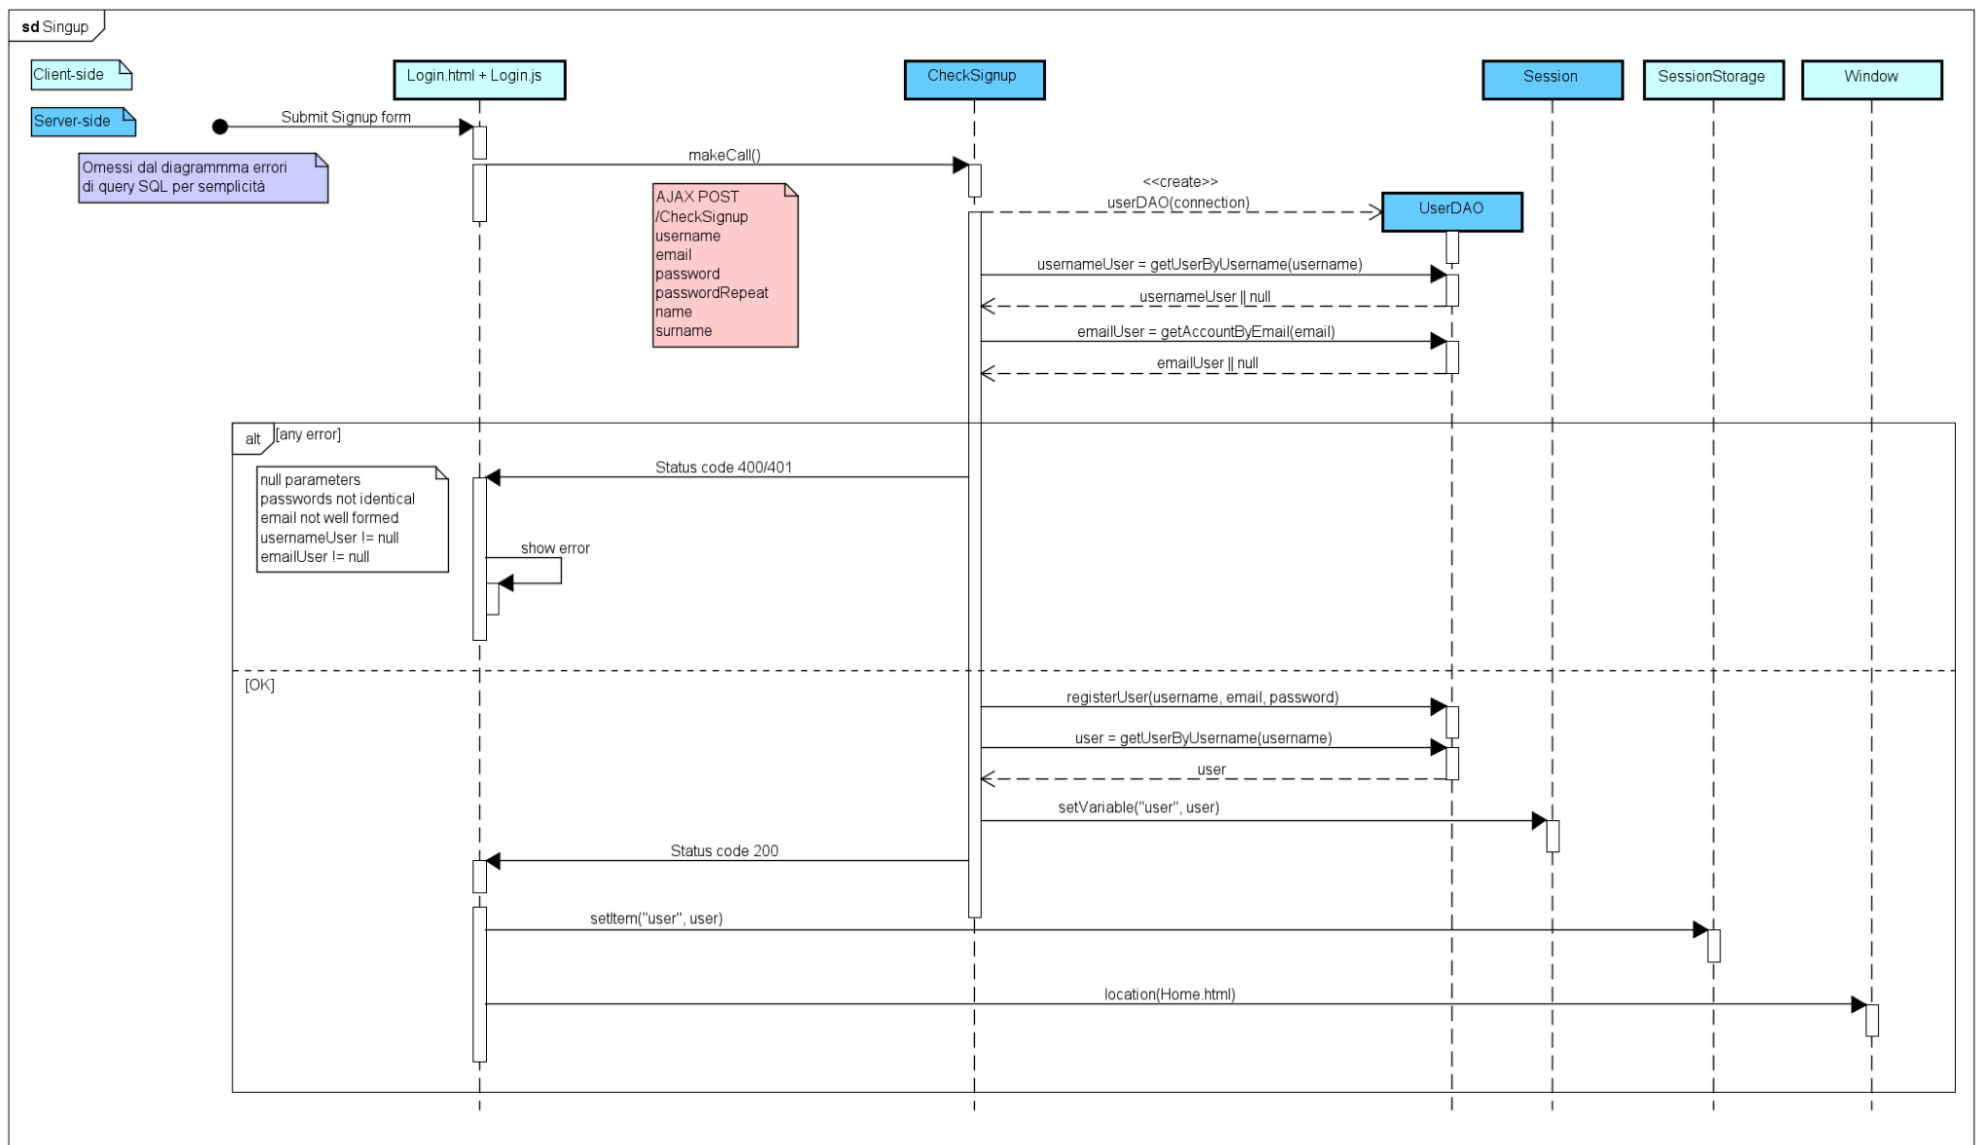 sd Singup
Client-side
Login.html + Login.js
CheckSignup
Session
SessionStorage
Window
Server-side
Submit Signup form
Omessi dal diagrammma errori
di query SQL per semplicità
makeCall()
AJAX POST
/CheckSignup
username
email
password
passwordRepeat
name
surname
<<create>>
userDAO(connection)
UserDAO
usernameUser = getUserByUsername(username)
usernameUser || null
emailUser = getAccountByEmail(email)
emailUser || null
alt
[any error]
Status code 400/401
null parameters
passwords not identical
email not well formed
usernameUser != null
emailUser != null
show error
[OK]
registerUser(username, email, password)
user = getUserByUsername(username)
user
setVariable("user", user)
Status code 200
setItem("user", user)
location(Home.html)